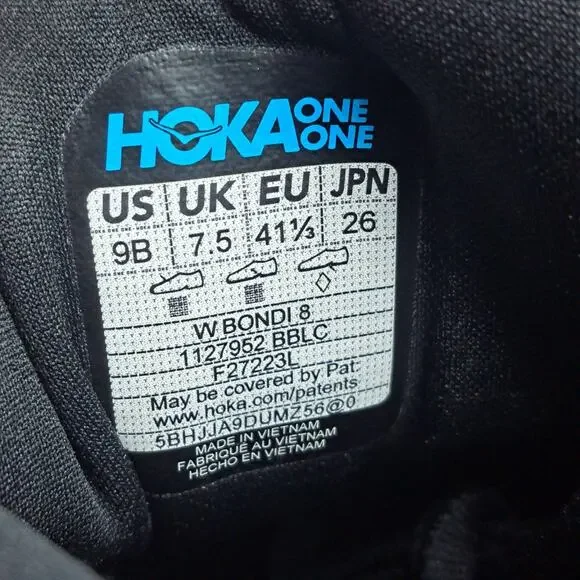 HOKA ONE ONE
US UK EU JPN
9B 7.5 41⅓ 26
W BONDI 8
1127952 BBLC
F27223L
May be covered by Pat:
www.hoka.com/patents
5BHJJA9DUMZ56@0
MADE IN VIETNAM
FABRIQUÉ AU VIETNAM
HECHO EN VIETNAM